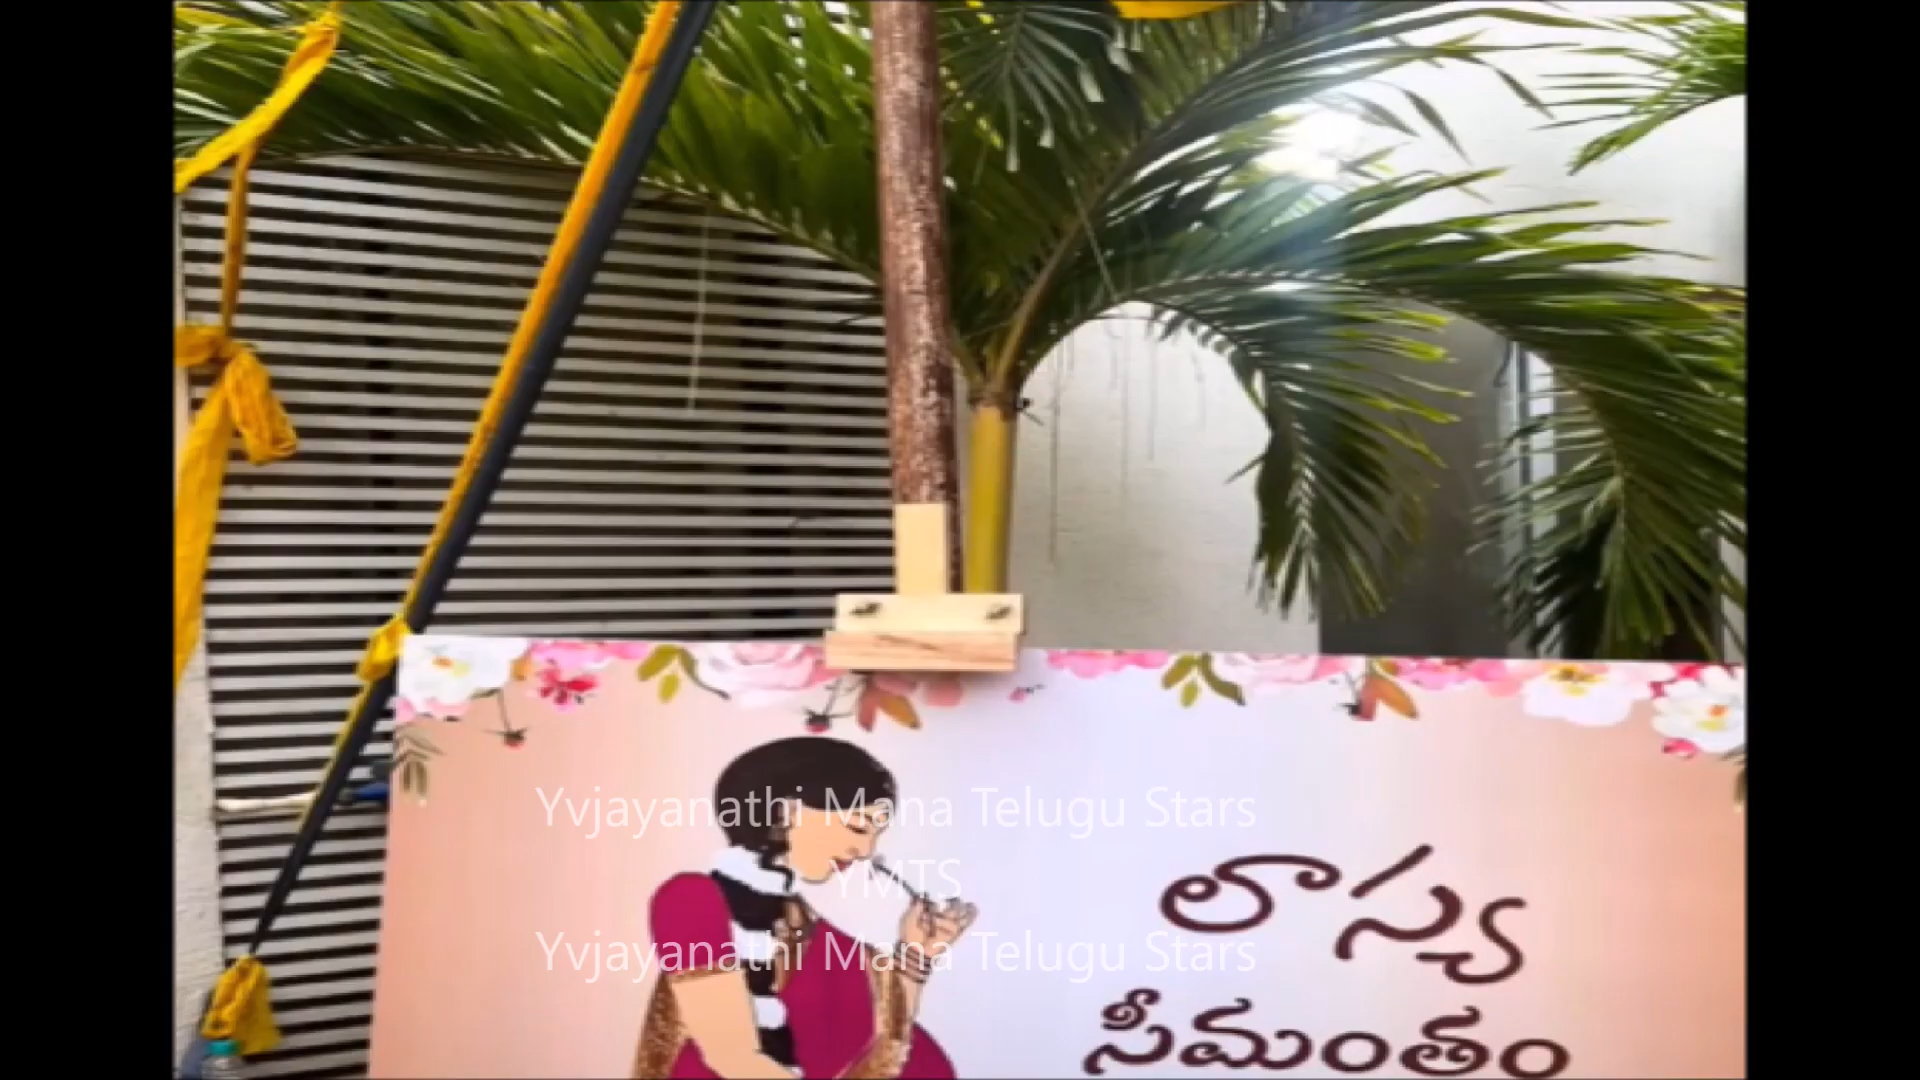 Yvjayanathi Mana Telugu Stars
YMTS
Yvjayanathi Mana Telugu Stars
లాస్య
సీమంతం